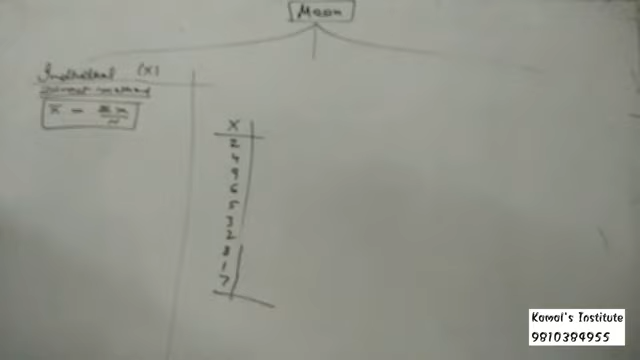 Mean
Individual (X)
Direct method
X̄ = Σx/N
X
2
4
9
6
5
3
2
8
1
7
Kamal's Institute
9810384955